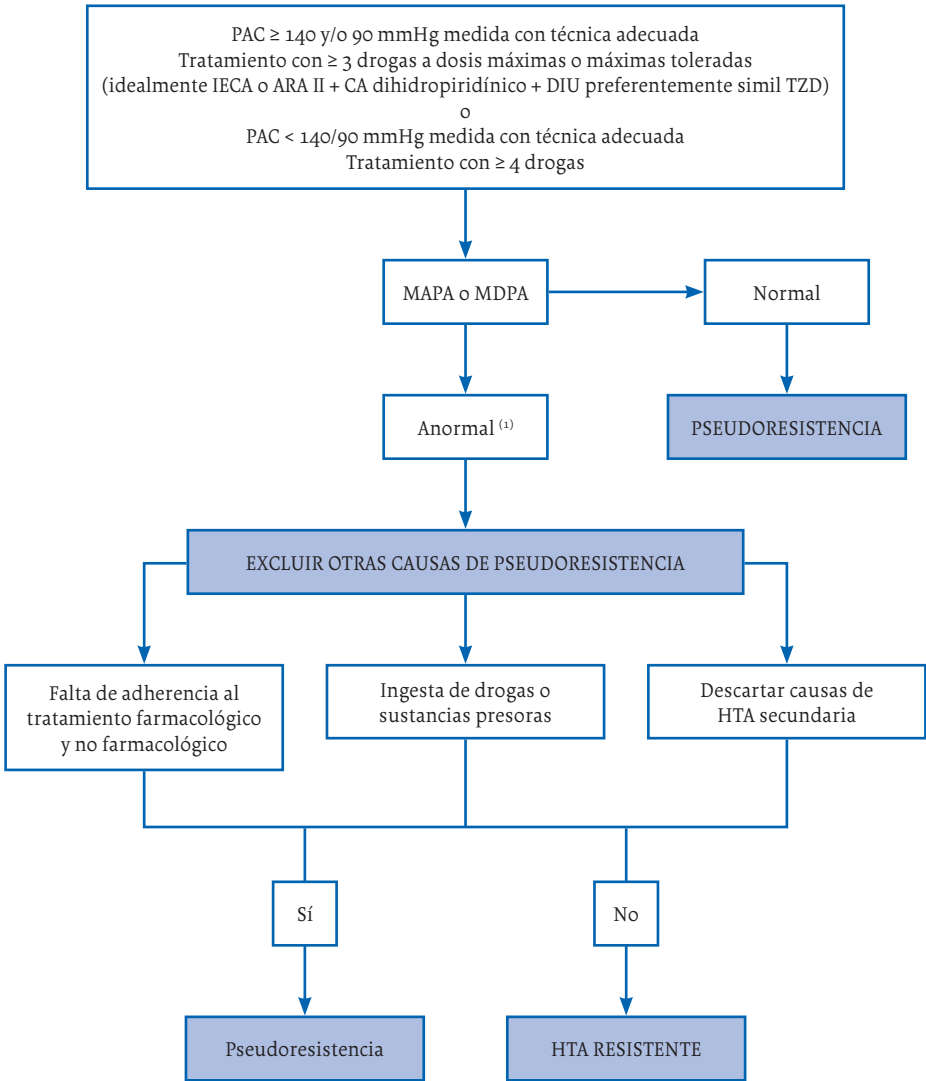 PAC ≥ 140 y/o 90 mmHg medida con técnica adecuada
Tratamiento con ≥ 3 drogas a dosis máximas o máximas toleradas
(idealmente IECA o ARA II + CA dihidropiridínico + DIU preferentemente simil TZD)
o
PAC < 140/90 mmHg medida con técnica adecuada
Tratamiento con ≥ 4 drogas
MAPA o MDPA
Normal
Anormal (1)
PSEUDORESISTENCIA
EXCLUIR OTRAS CAUSAS DE PSEUDORESISTENCIA
Falta de adherencia al
tratamiento farmacológico
y no farmacológico
Ingesta de drogas o
sustancias presoras
Descartar causas de
HTA secundaria
Sí
No
Pseudoresistencia
HTA RESISTENTE